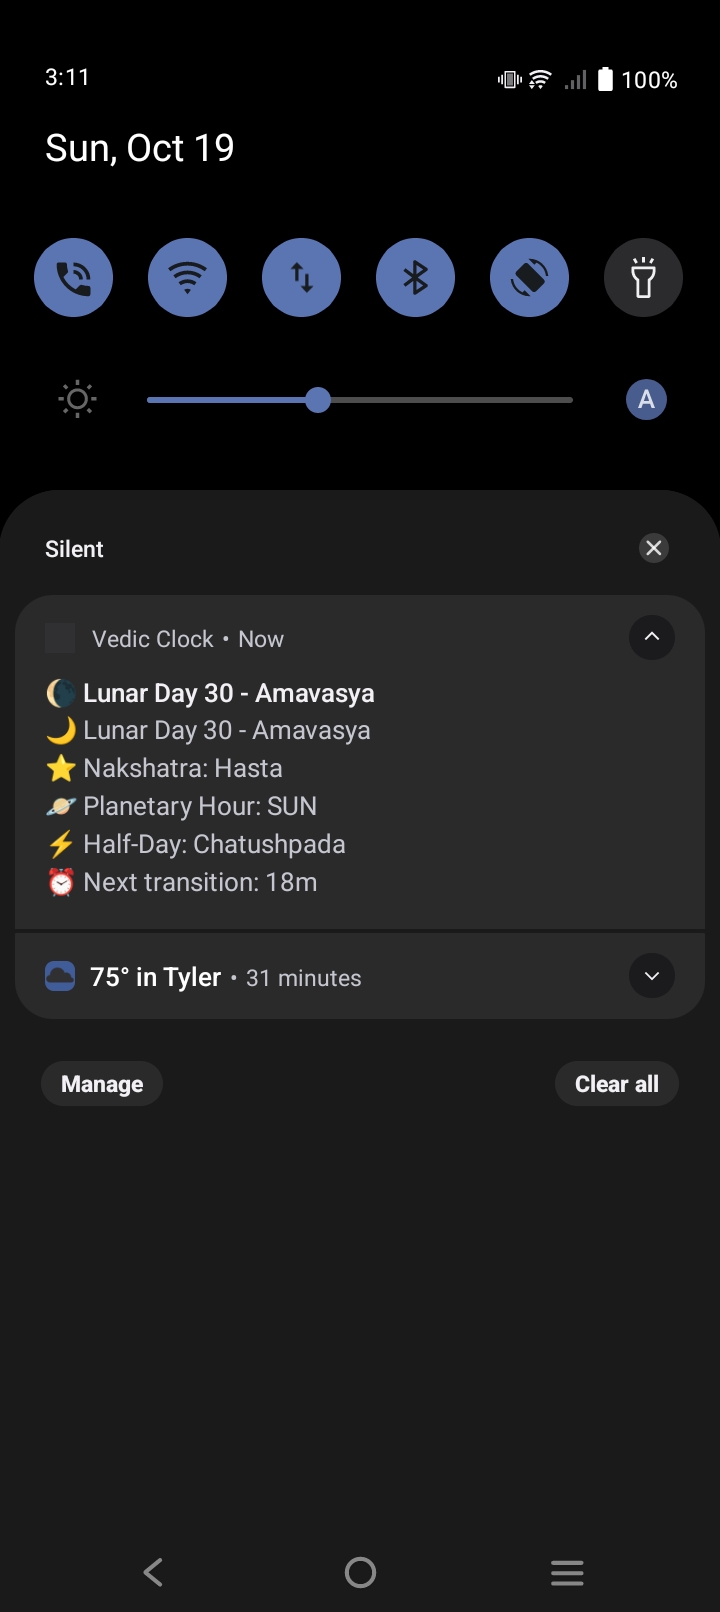 3:11
100%
Sun, Oct 19
A
Silent
Vedic Clock • Now
🌘 Lunar Day 30 - Amavasya
🌙 Lunar Day 30 - Amavasya
⭐ Nakshatra: Hasta
🪐 Planetary Hour: SUN
⚡ Half-Day: Chatushpada
⏰ Next transition: 18m
75° in Tyler • 31 minutes
Manage
Clear all